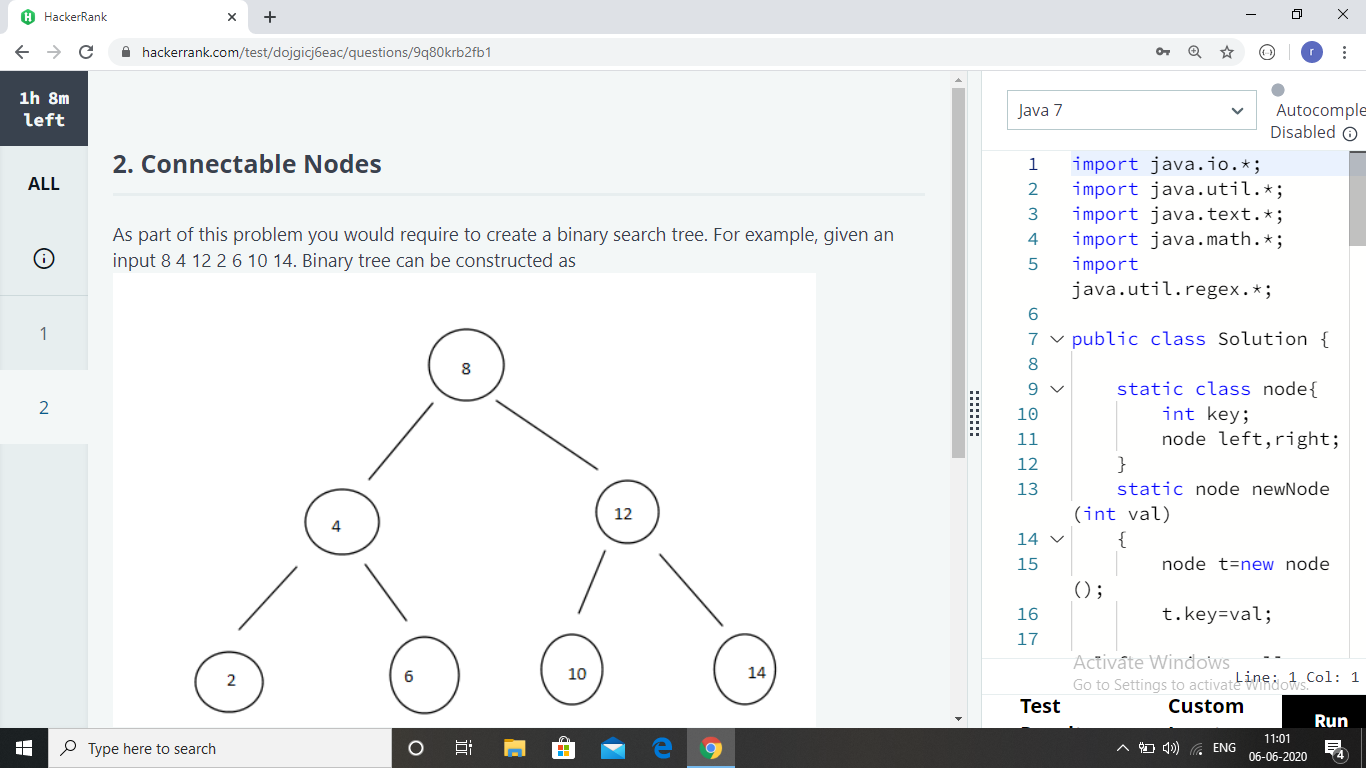 HackerRank
hackerrank.com/test/dojgicj6eac/questions/9q80krb2fb1
r
1h 8m
left
ALL
1
2
2. Connectable Nodes
As part of this problem you would require to create a binary search tree. For example, given an
input 8 4 12 2 6 10 14. Binary tree can be constructed as
8
4
12
2
6
10
14
Java 7
Autocomple
Disabled
1 import java.io.*;
2 import java.util.*;
3 import java.text.*;
4 import java.math.*;
5 import
java.util.regex.*;
6
7 public class Solution {
8
9 static class node{
10 int key;
11 node left,right;
12 }
13 static node newNode
(int val)
14 {
15 node t=new node
();
16 t.key=val;
17
Activate Windows
Go to Settings to activate Windows.
Line: 1 Col: 1
Test
Custom
Run
Type here to search
ENG
11:01
06-06-2020
4